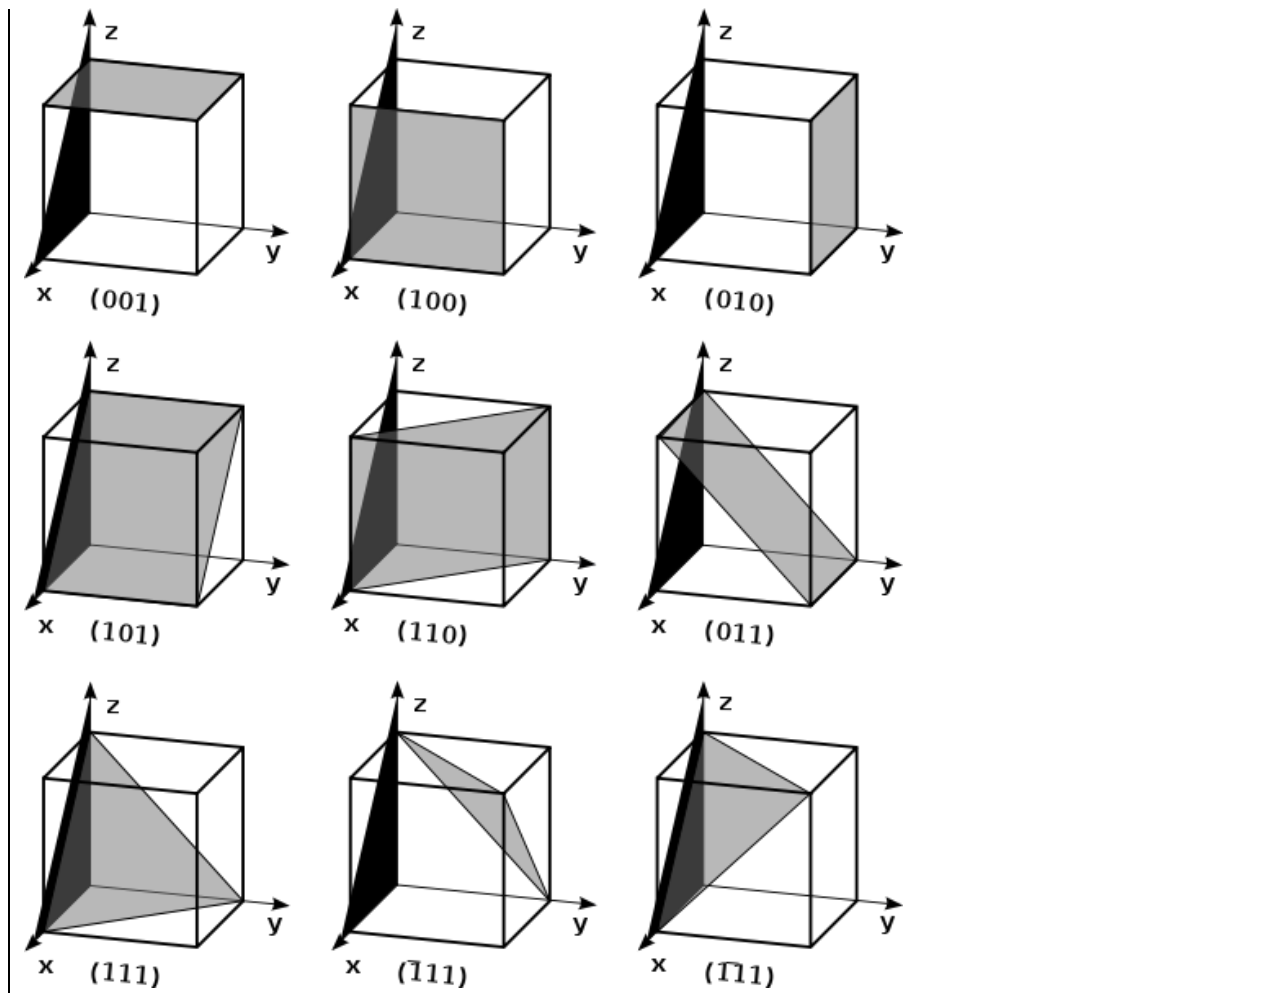 z z z
y y y
x (001) x (100) x (010)
z z z
y y y
x (101) x (110) x (011)
z z z
y y y
x (111) x (1̅11) x (1̅11)